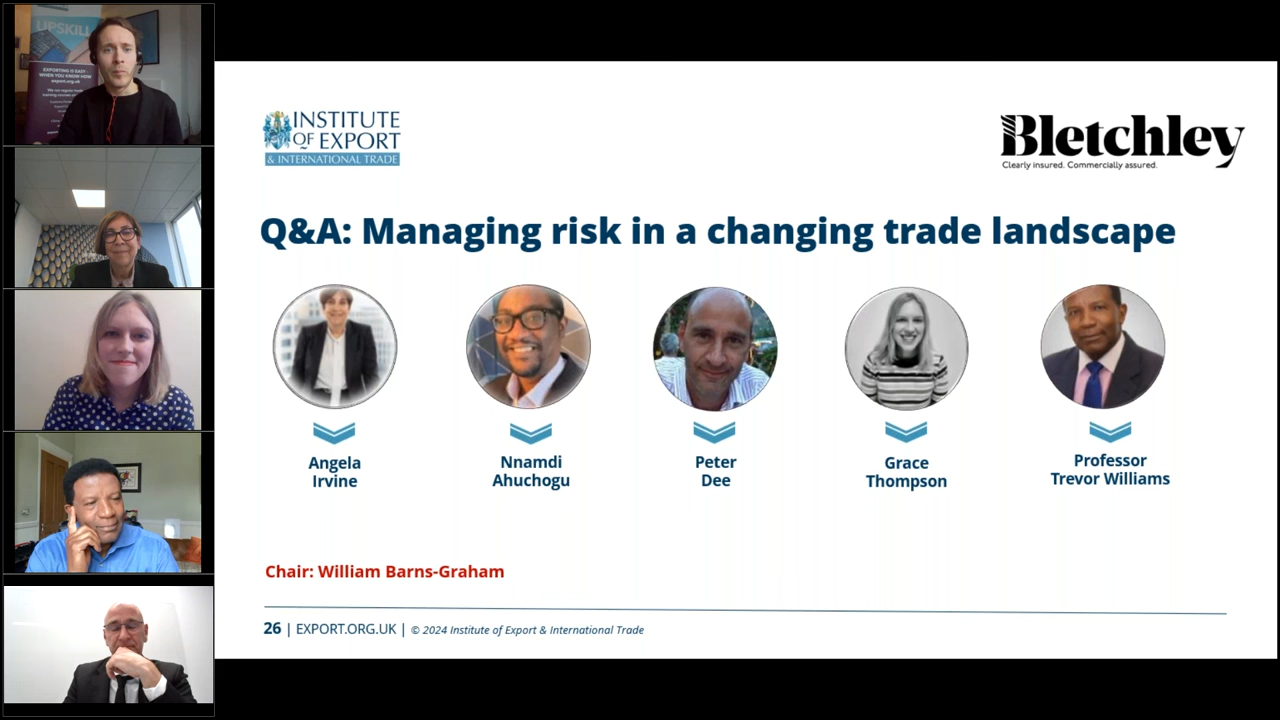 UPSKILL
EXPORTING IS EASY -
WHEN YOU KNOW HOW
export.org.uk
INSTITUTE
OF EXPORT
& INTERNATIONAL TRADE
Bletchley
Clearly insured. Commercially assured.
Q&A: Managing risk in a changing trade landscape
Angela
Irvine
Nnamdi
Ahuchogu
Peter
Dee
Grace
Thompson
Professor
Trevor Williams
Chair: William Barns-Graham
26 | EXPORT.ORG.UK | © 2024 Institute of Export & International Trade